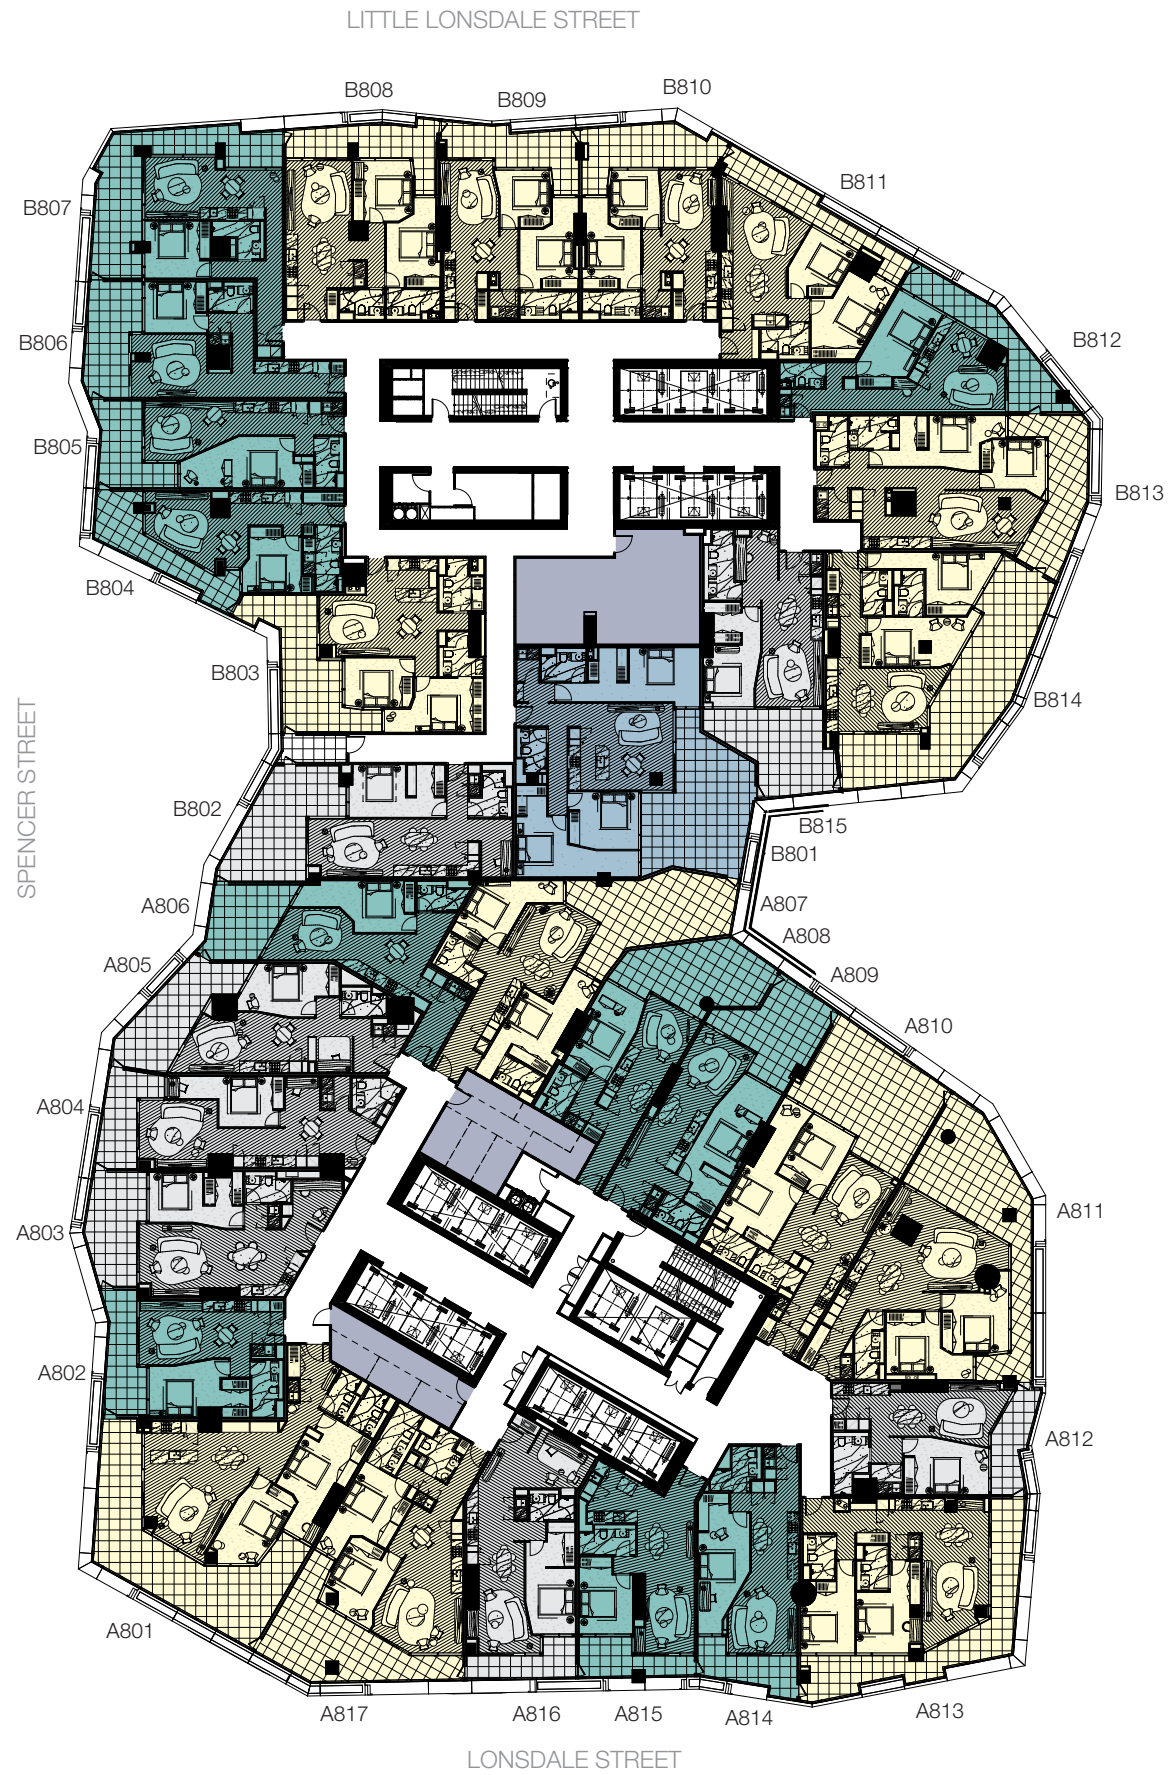 LITTLE LONSDALE STREET
B808
B809
B810
B811
B807
B806
B812
B805
B813
B804
B803
B814
SPENCER STREET
B802
B815
B801
A807
A806
A808
A805
A809
A810
A804
A811
A803
A802
A812
A801
A817
A816
A815
A814
A813
LONSDALE STREET